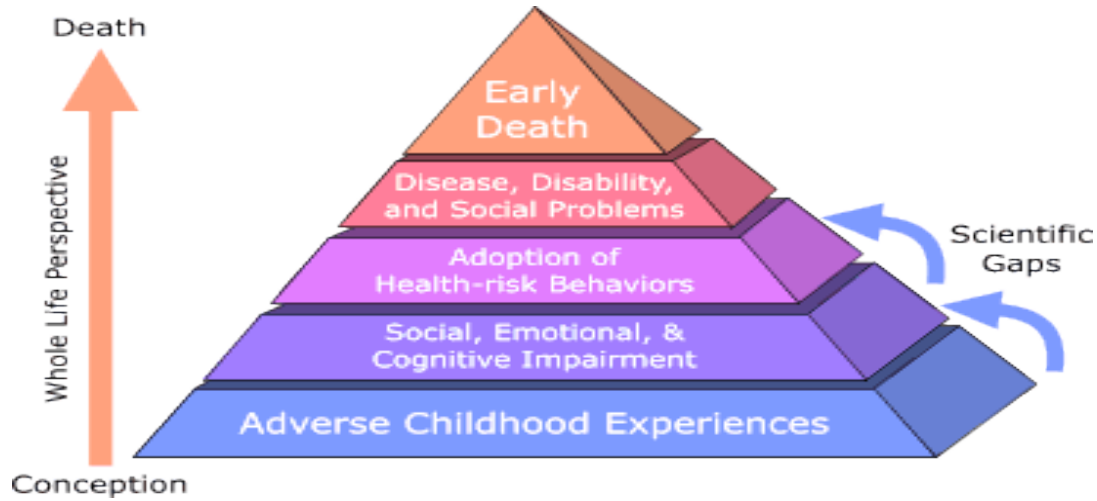 Death
Whole Life Perspective
Conception
Early
Death
Disease, Disability,
and Social Problems
Adoption of
Health-risk Behaviors
Social, Emotional, &
Cognitive Impairment
Adverse Childhood Experiences
Scientific
Gaps